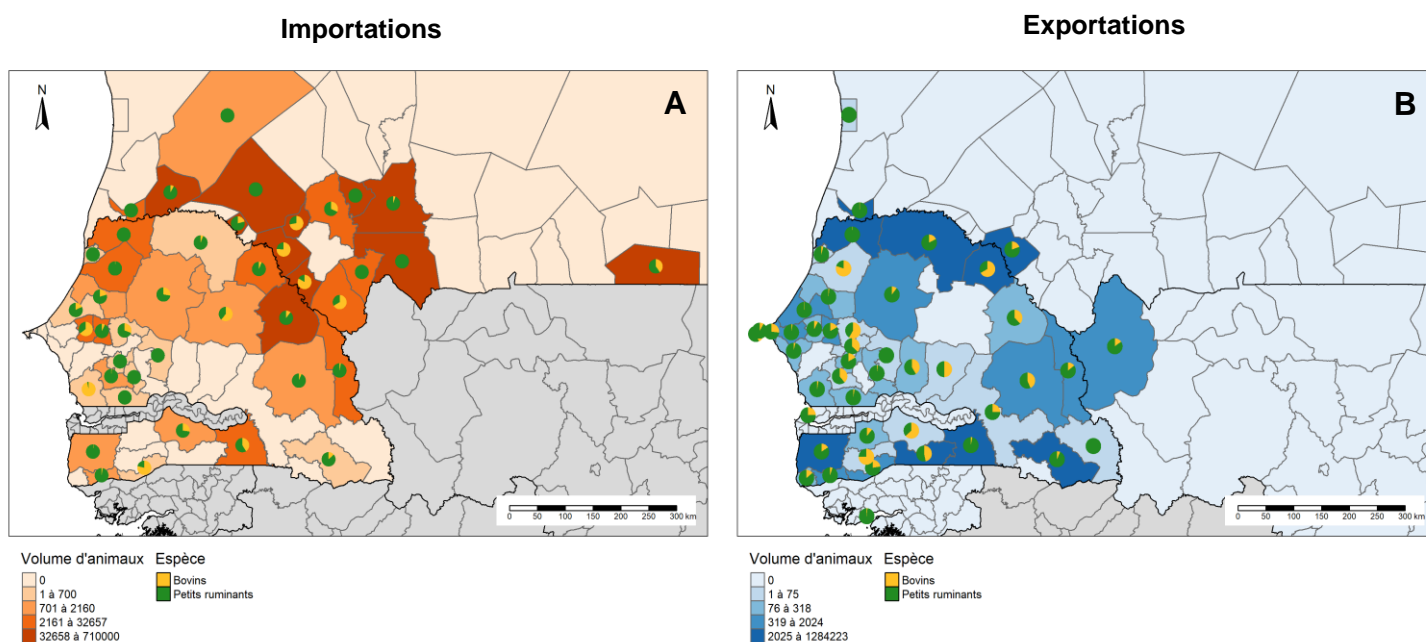 Importations
Exportations
N
A
N
B
0 50 100 150 200 250 300 km
0 50 100 150 200 250 300 km
Volume d'animaux Espèce
0 Bovins
1 à 700 Petits ruminants
701 à 2160
2161 à 32657
32658 à 710000
Volume d'animaux Espèce
0 Bovins
1 à 75 Petits ruminants
76 à 318
319 à 2024
2025 à 1284223